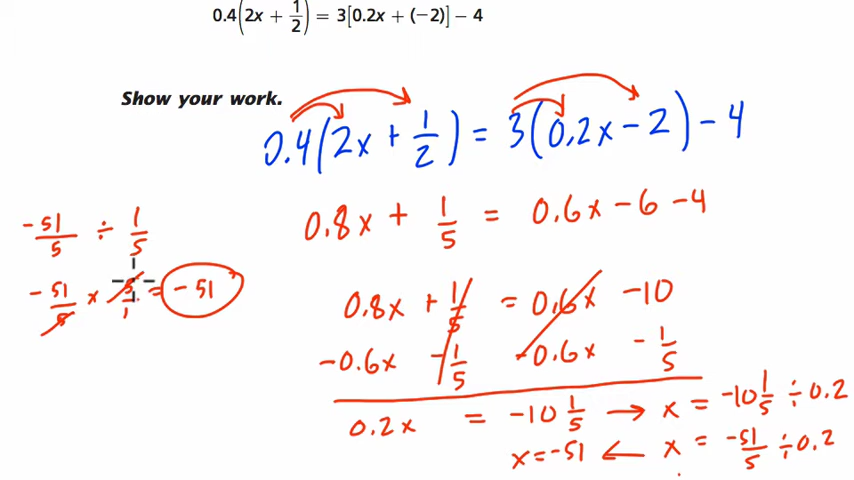 0.4(2x + 1/2) = 3[0.2x + (−2)] − 4
Show your work.
0.4(2x + 1/2) = 3(0.2x − 2) − 4
0.8x + 1/5 = 0.6x − 6 − 4
0.8x + 1/5 = 0.6x − 10
−0.6x − 1/5 −0.6x − 1/5
0.2x = −10 1/5 → x = −10 1/5 ÷ 0.2
x = −51 ← x = −51/5 ÷ 0.2
−51/5 ÷ 1/5
−51/5 × 5/1 = −51